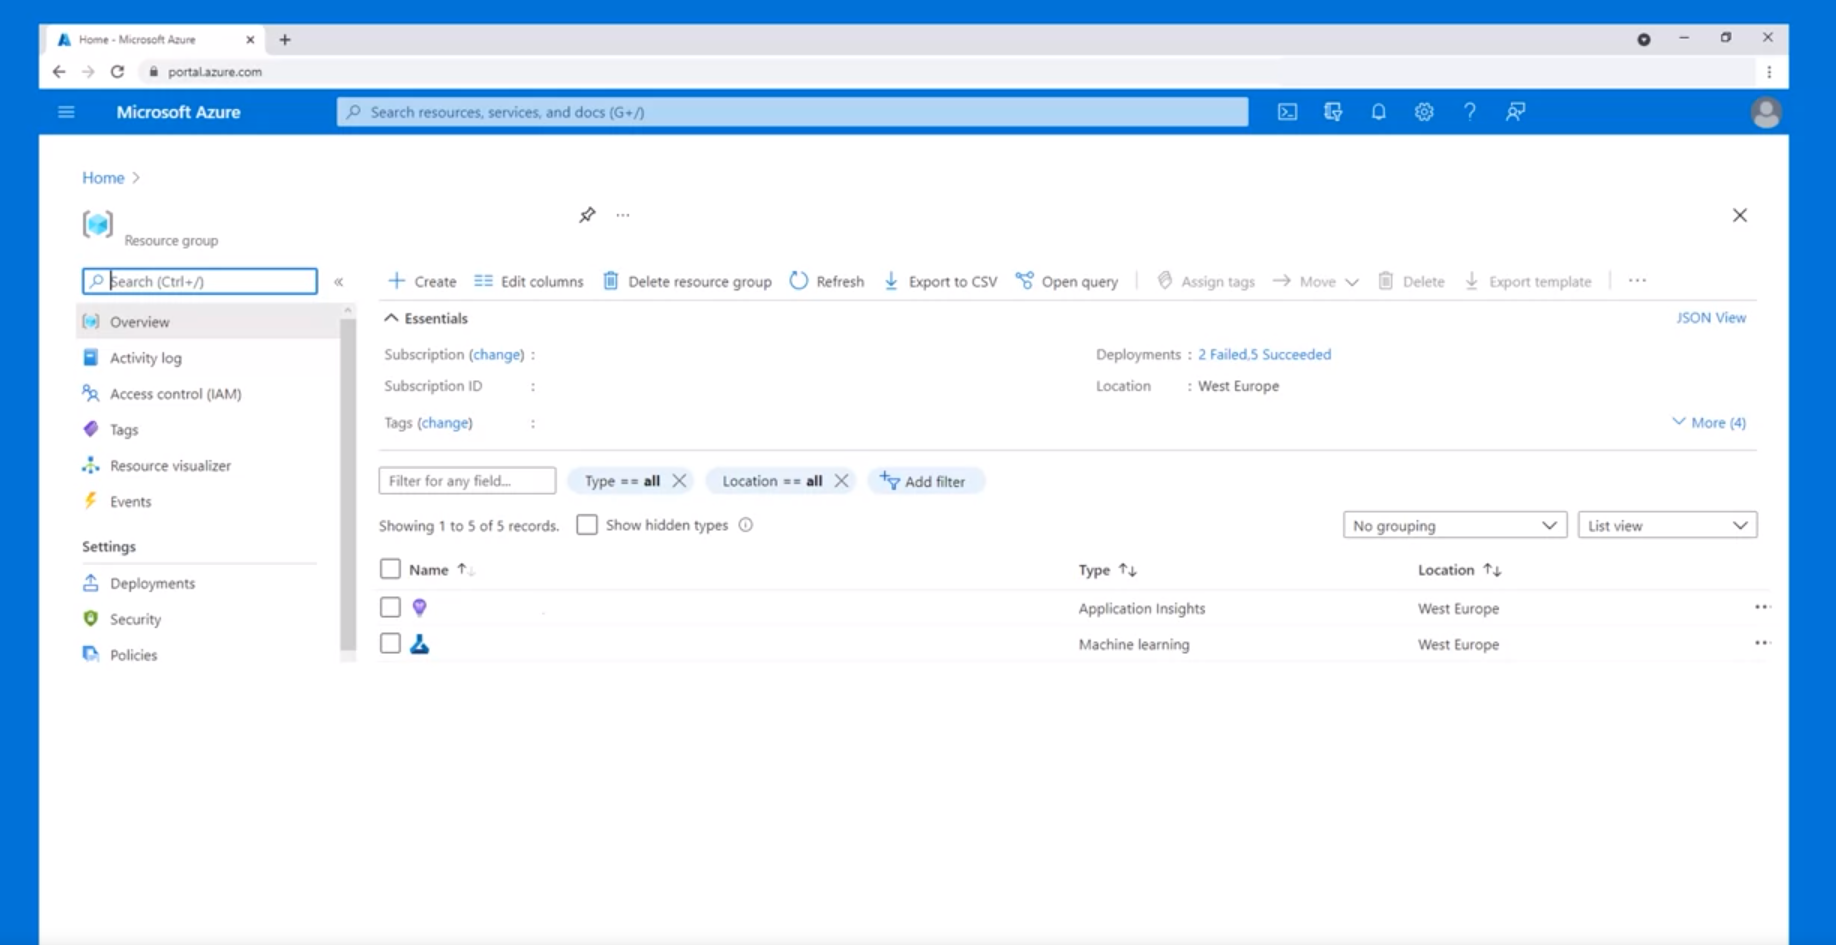 Home - Microsoft Azure
portal.azure.com
Microsoft Azure
Search resources, services, and docs (G+/)
Home >
Resource group
Search (Ctrl+/)
«
Create
Edit columns
Delete resource group
Refresh
Export to CSV
Open query
Assign tags
Move
Delete
Export template
Overview
Activity log
Access control (IAM)
Tags
Resource visualizer
Events
Settings
Deployments
Security
Policies
Essentials
JSON View
Subscription (change) :
Deployments : 2 Failed,5 Succeeded
Subscription ID :
Location : West Europe
Tags (change) :
More (4)
Filter for any field...
Type == all
Location == all
Add filter
Showing 1 to 5 of 5 records.
Show hidden types
No grouping
List view
Name
Type
Location
Application Insights
West Europe
Machine learning
West Europe